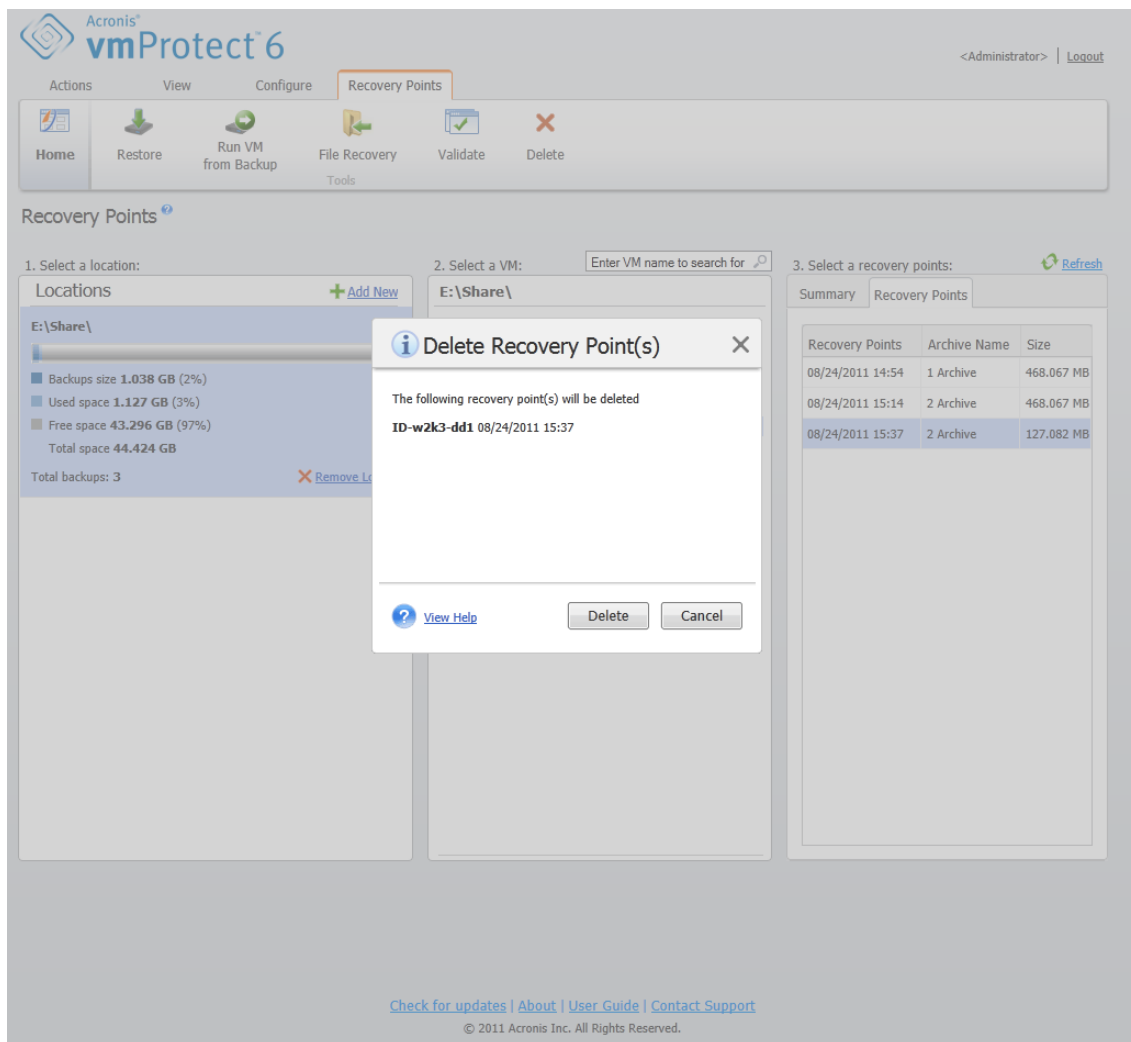 Acronis®
vmProtect™ 6
<Administrator> | Logout
Actions View Configure Recovery Points
Home Restore Run VM from Backup File Recovery Validate Delete
Tools
Recovery Points
1. Select a location:
Locations
Add New
E:\Share\
Backups size 1.038 GB (2%)
Used space 1.127 GB (3%)
Free space 43.296 GB (97%)
Total space 44.424 GB
Total backups: 3
Remove
2. Select a VM:
Enter VM name to search for
E:\Share\
3. Select a recovery points:
Refresh
Summary Recovery Points
Recovery Points Archive Name Size
08/24/2011 14:54 1 Archive 468.067 MB
08/24/2011 15:14 2 Archive 468.067 MB
08/24/2011 15:37 2 Archive 127.082 MB
Delete Recovery Point(s)
The following recovery point(s) will be deleted
ID-w2k3-dd1 08/24/2011 15:37
View Help
Delete Cancel
Check for updates | About | User Guide | Contact Support
© 2011 Acronis Inc. All Rights Reserved.